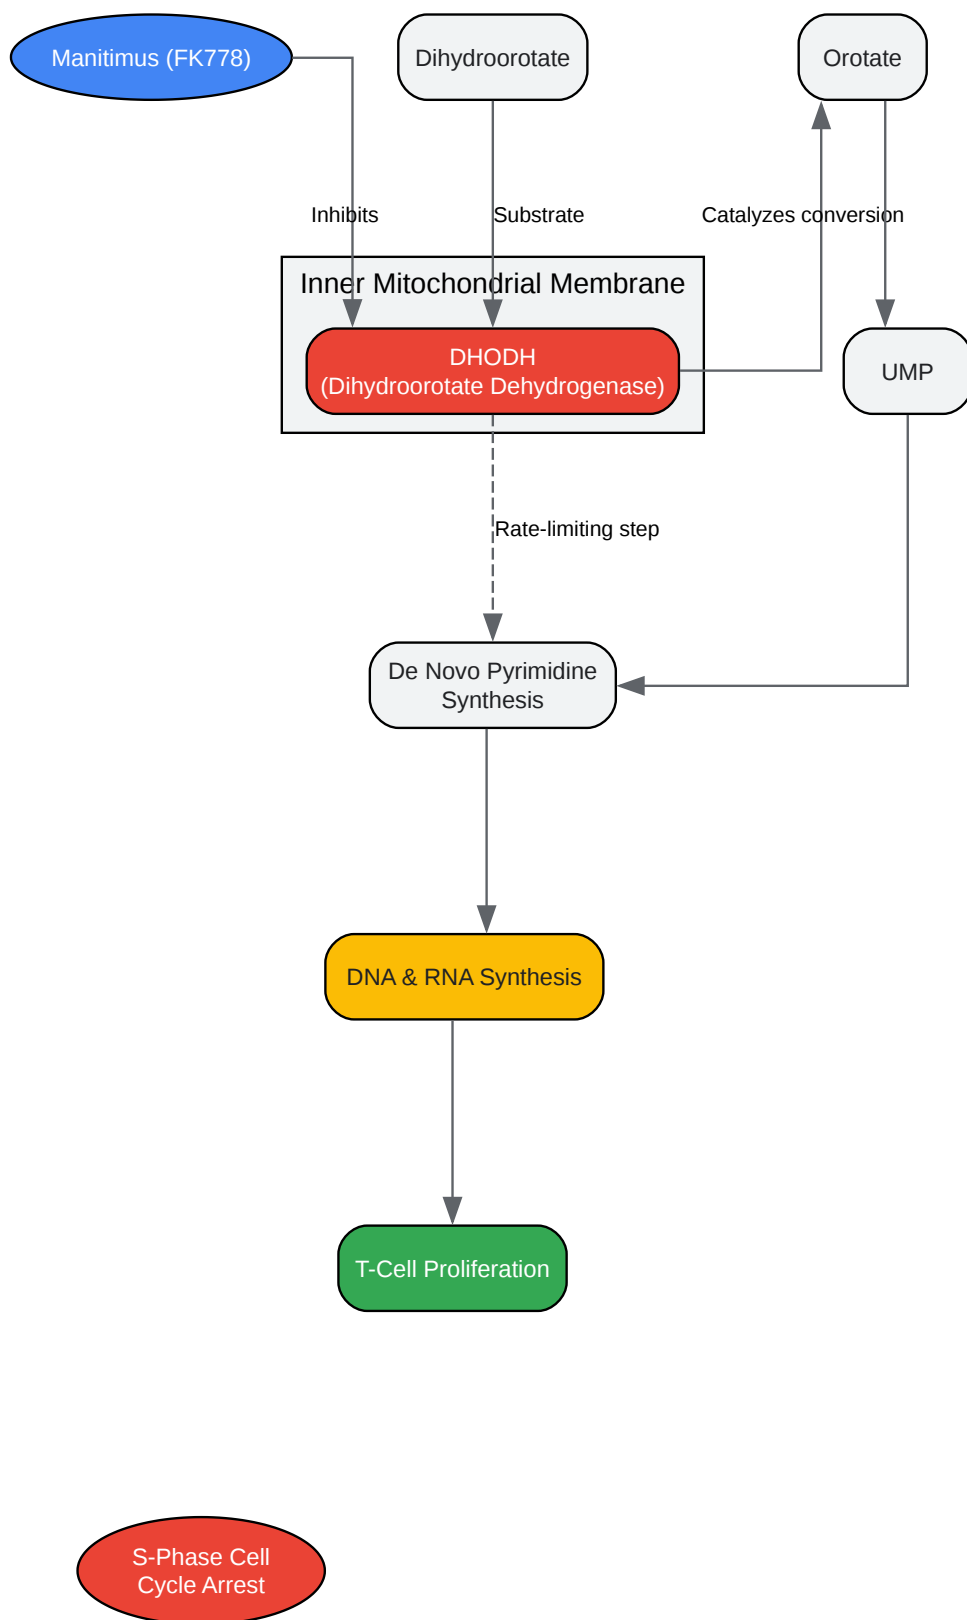 Manitimus (FK778)
Dihydroorotate
Orotate
Inhibits
Substrate
Catalyzes conversion
Inner Mitochondrial Membrane
DHODH
(Dihydroorotate Dehydrogenase)
UMP
Rate-limiting step
De Novo Pyrimidine
Synthesis
DNA & RNA Synthesis
T-Cell Proliferation
S-Phase Cell
Cycle Arrest